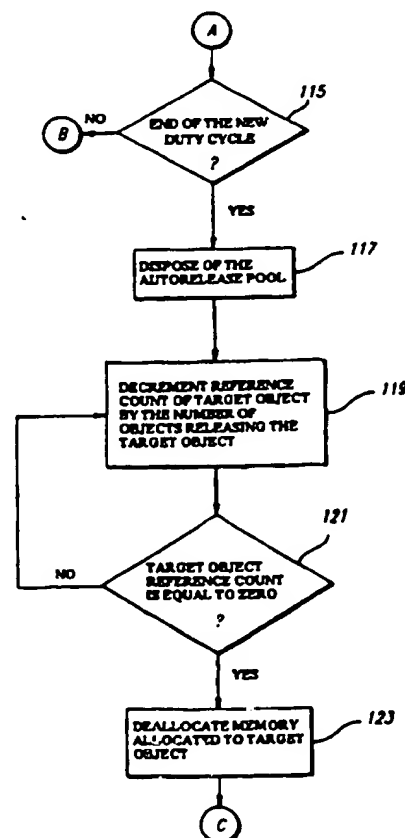 A
115
END OF THE NEW
DUTY CYCLE
?
NO
B
YES
117
DISPOSE OF THE
AUTORELEASE POOL
DECREMENT REFERENCE
COUNT OF TARGET OBJECT
BY THE NUMBER OF
OBJECTS RELEASING THE
TARGET OBJECT
119
121
TARGET OBJECT
REFERENCE COUNT
IS EQUAL TO ZERO
?
NO
YES
DEALLOCATE MEMORY
ALLOCATED TO TARGET
OBJECT
123
C